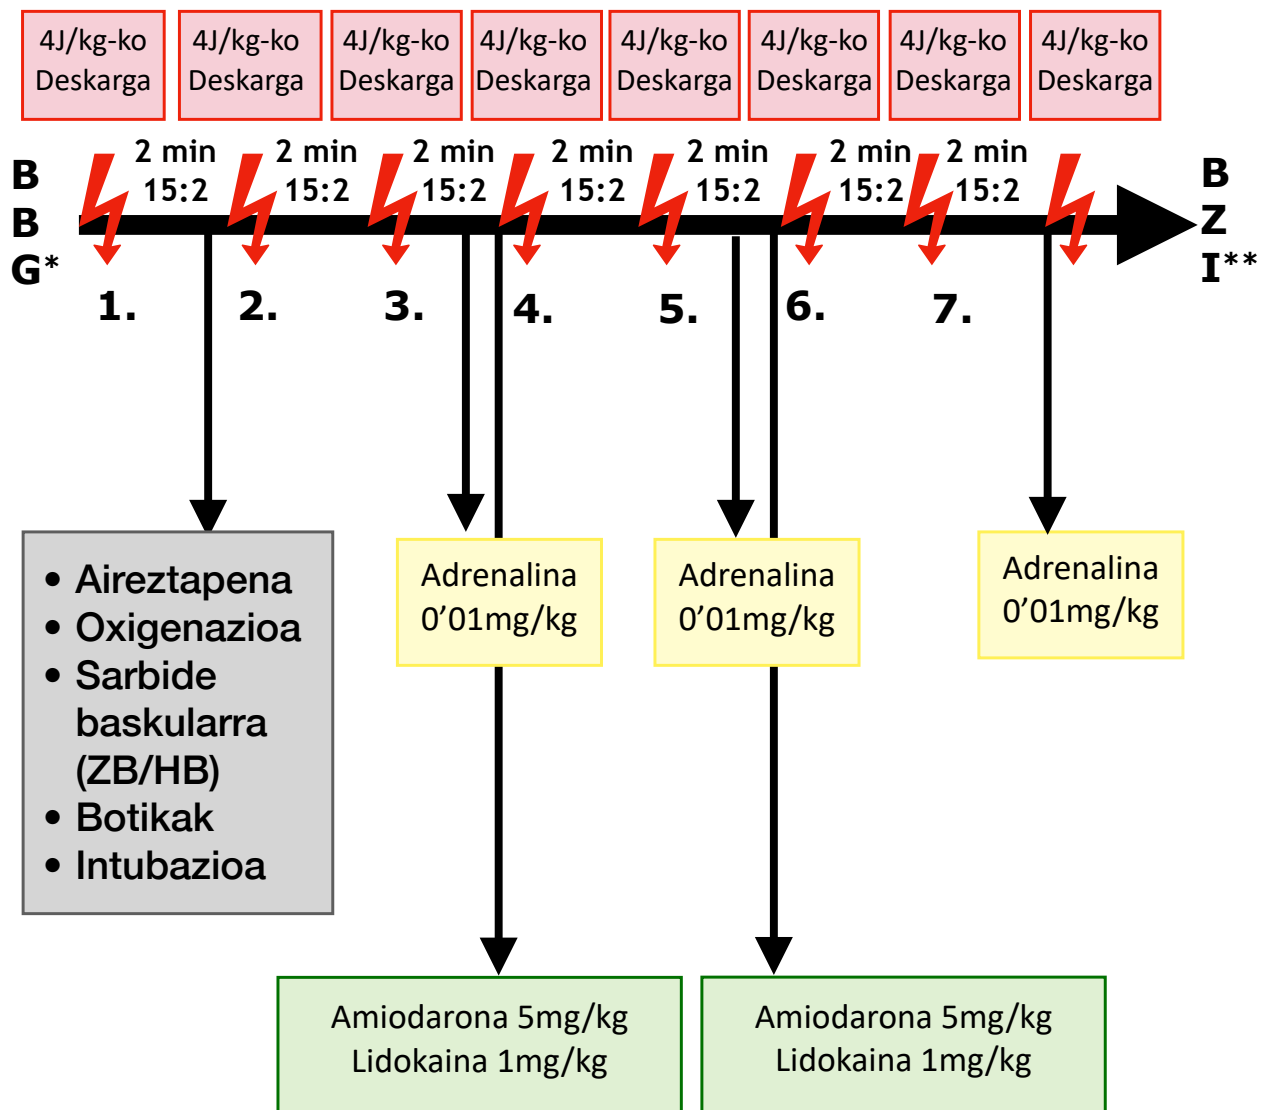 4J/kg-ko
Deskarga
4J/kg-ko
Deskarga
4J/kg-ko
Deskarga
4J/kg-ko
Deskarga
4J/kg-ko
Deskarga
4J/kg-ko
Deskarga
4J/kg-ko
Deskarga
4J/kg-ko
Deskarga
B
B
G*
2 min
15:2
2 min
15:2
2 min
15:2
2 min
15:2
2 min
15:2
2 min
15:2
2 min
15:2
B
Z
I**
1.
2.
3.
4.
5.
6.
7.
• Aireztapena
• Oxigenazioa
• Sarbide
baskularra
(ZB/HB)
• Botikak
• Intubazioa
Adrenalina
0’01mg/kg
Adrenalina
0’01mg/kg
Adrenalina
0’01mg/kg
Amiodarona 5mg/kg
Lidokaina 1mg/kg
Amiodarona 5mg/kg
Lidokaina 1mg/kg